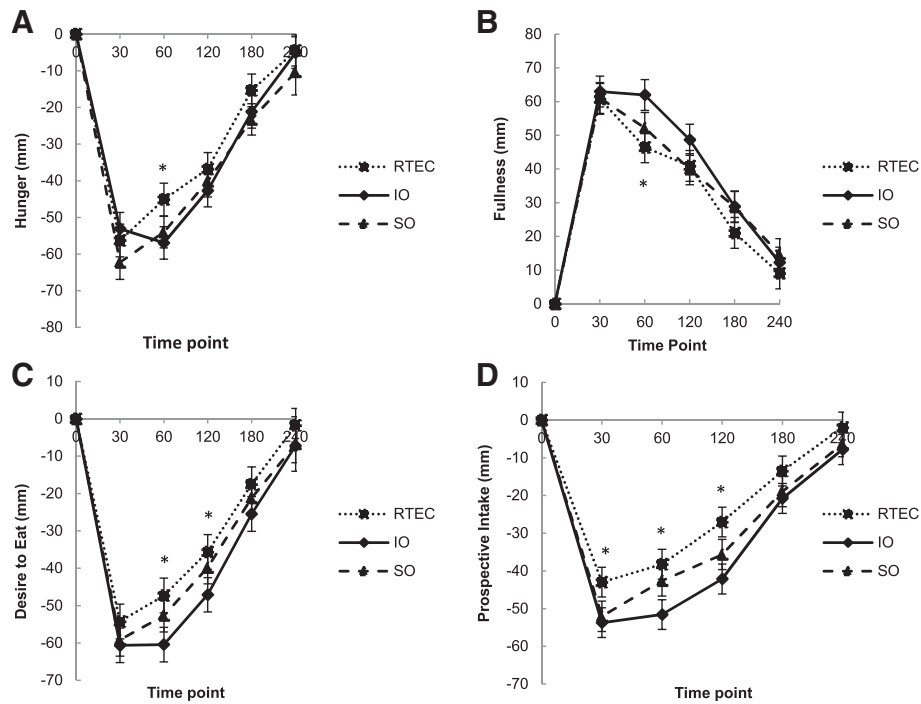 A
0
-10
-20
-30
-40
-50
-60
-70
-80
0 30 60 120 180 240
Hunger (mm)
*
Time point
RTEC
IO
SO
B
80
70
60
50
40
30
20
10
0
0 30 60 120 180 240
Fullness (mm)
*
Time Point
RTEC
IO
SO
C
10
0
-10
-20
-30
-40
-50
-60
-70
0 30 60 120 180 240
Desire to Eat (mm)
* *
Time point
RTEC
IO
SO
D
10
0
-10
-20
-30
-40
-50
-60
-70
0 30 60 120 180 240
Prospective Intake (mm)
* * *
Time point
RTEC
IO
SO